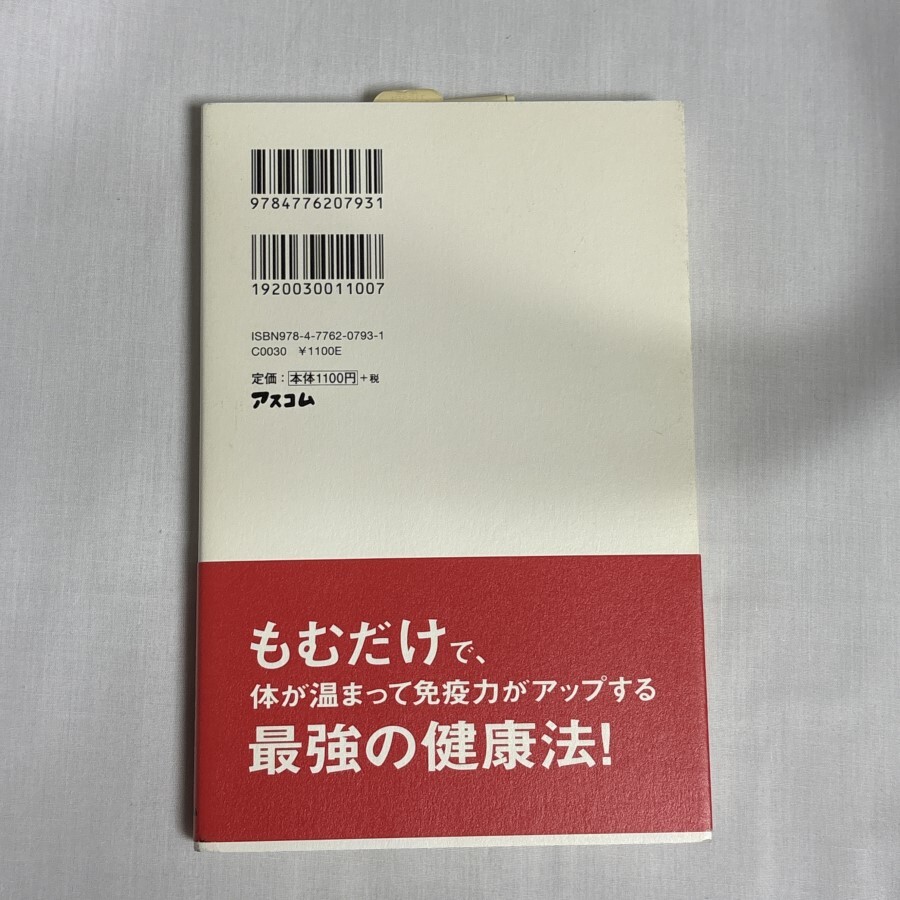 9784776207931
1920030011007
ISBN978-4-7762-0793-1
C0030 ¥1100E
定価：本体1100円+税
アスコム
もむだけで、
体が温まって免疫力がアップする
最強の健康法!